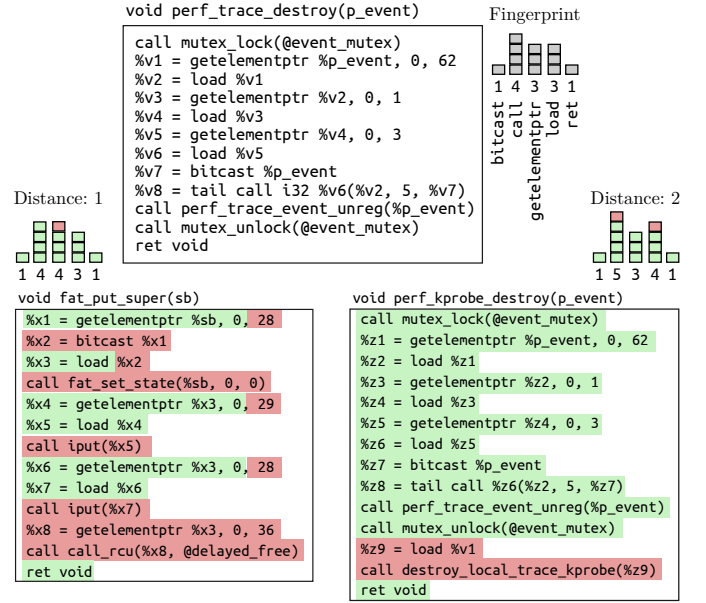 void perf_trace_destroy(p_event)
call mutex_lock(@event_mutex)
%v1 = getelementptr %p_event, 0, 62
%v2 = load %v1
%v3 = getelementptr %v2, 0, 1
%v4 = load %v3
%v5 = getelementptr %v4, 0, 3
%v6 = load %v5
%v7 = bitcast %p_event
%v8 = tail call i32 %v6(%v2, 5, %v7)
call perf_trace_event_unreg(%p_event)
call mutex_unlock(@event_mutex)
ret void
Fingerprint
1 4 3 3 1
bitcast
call
getelementptr
load
ret
Distance: 1
1 4 4 3 1
void fat_put_super(sb)
%x1 = getelementptr %sb, 0, 28
%x2 = bitcast %x1
%x3 = load %x2
call fat_set_state(%sb, 0, 0)
%x4 = getelementptr %x3, 0, 29
%x5 = load %x4
call iput(%x5)
%x6 = getelementptr %x3, 0, 28
%x7 = load %x6
call iput(%x7)
%x8 = getelementptr %x3, 0, 36
call call_rcu(%x8, @delayed_free)
ret void
Distance: 2
1 5 3 4 1
void perf_kprobe_destroy(p_event)
call mutex_lock(@event_mutex)
%z1 = getelementptr %p_event, 0, 62
%z2 = load %z1
%z3 = getelementptr %z2, 0, 1
%z4 = load %z3
%z5 = getelementptr %z4, 0, 3
%z6 = load %z5
%z7 = bitcast %p_event
%z8 = tail call %z6(%z2, 5, %z7)
call perf_trace_event_unreg(%p_event)
call mutex_unlock(@event_mutex)
%z9 = load %v1
call destroy_local_trace_kprobe(%z9)
ret void